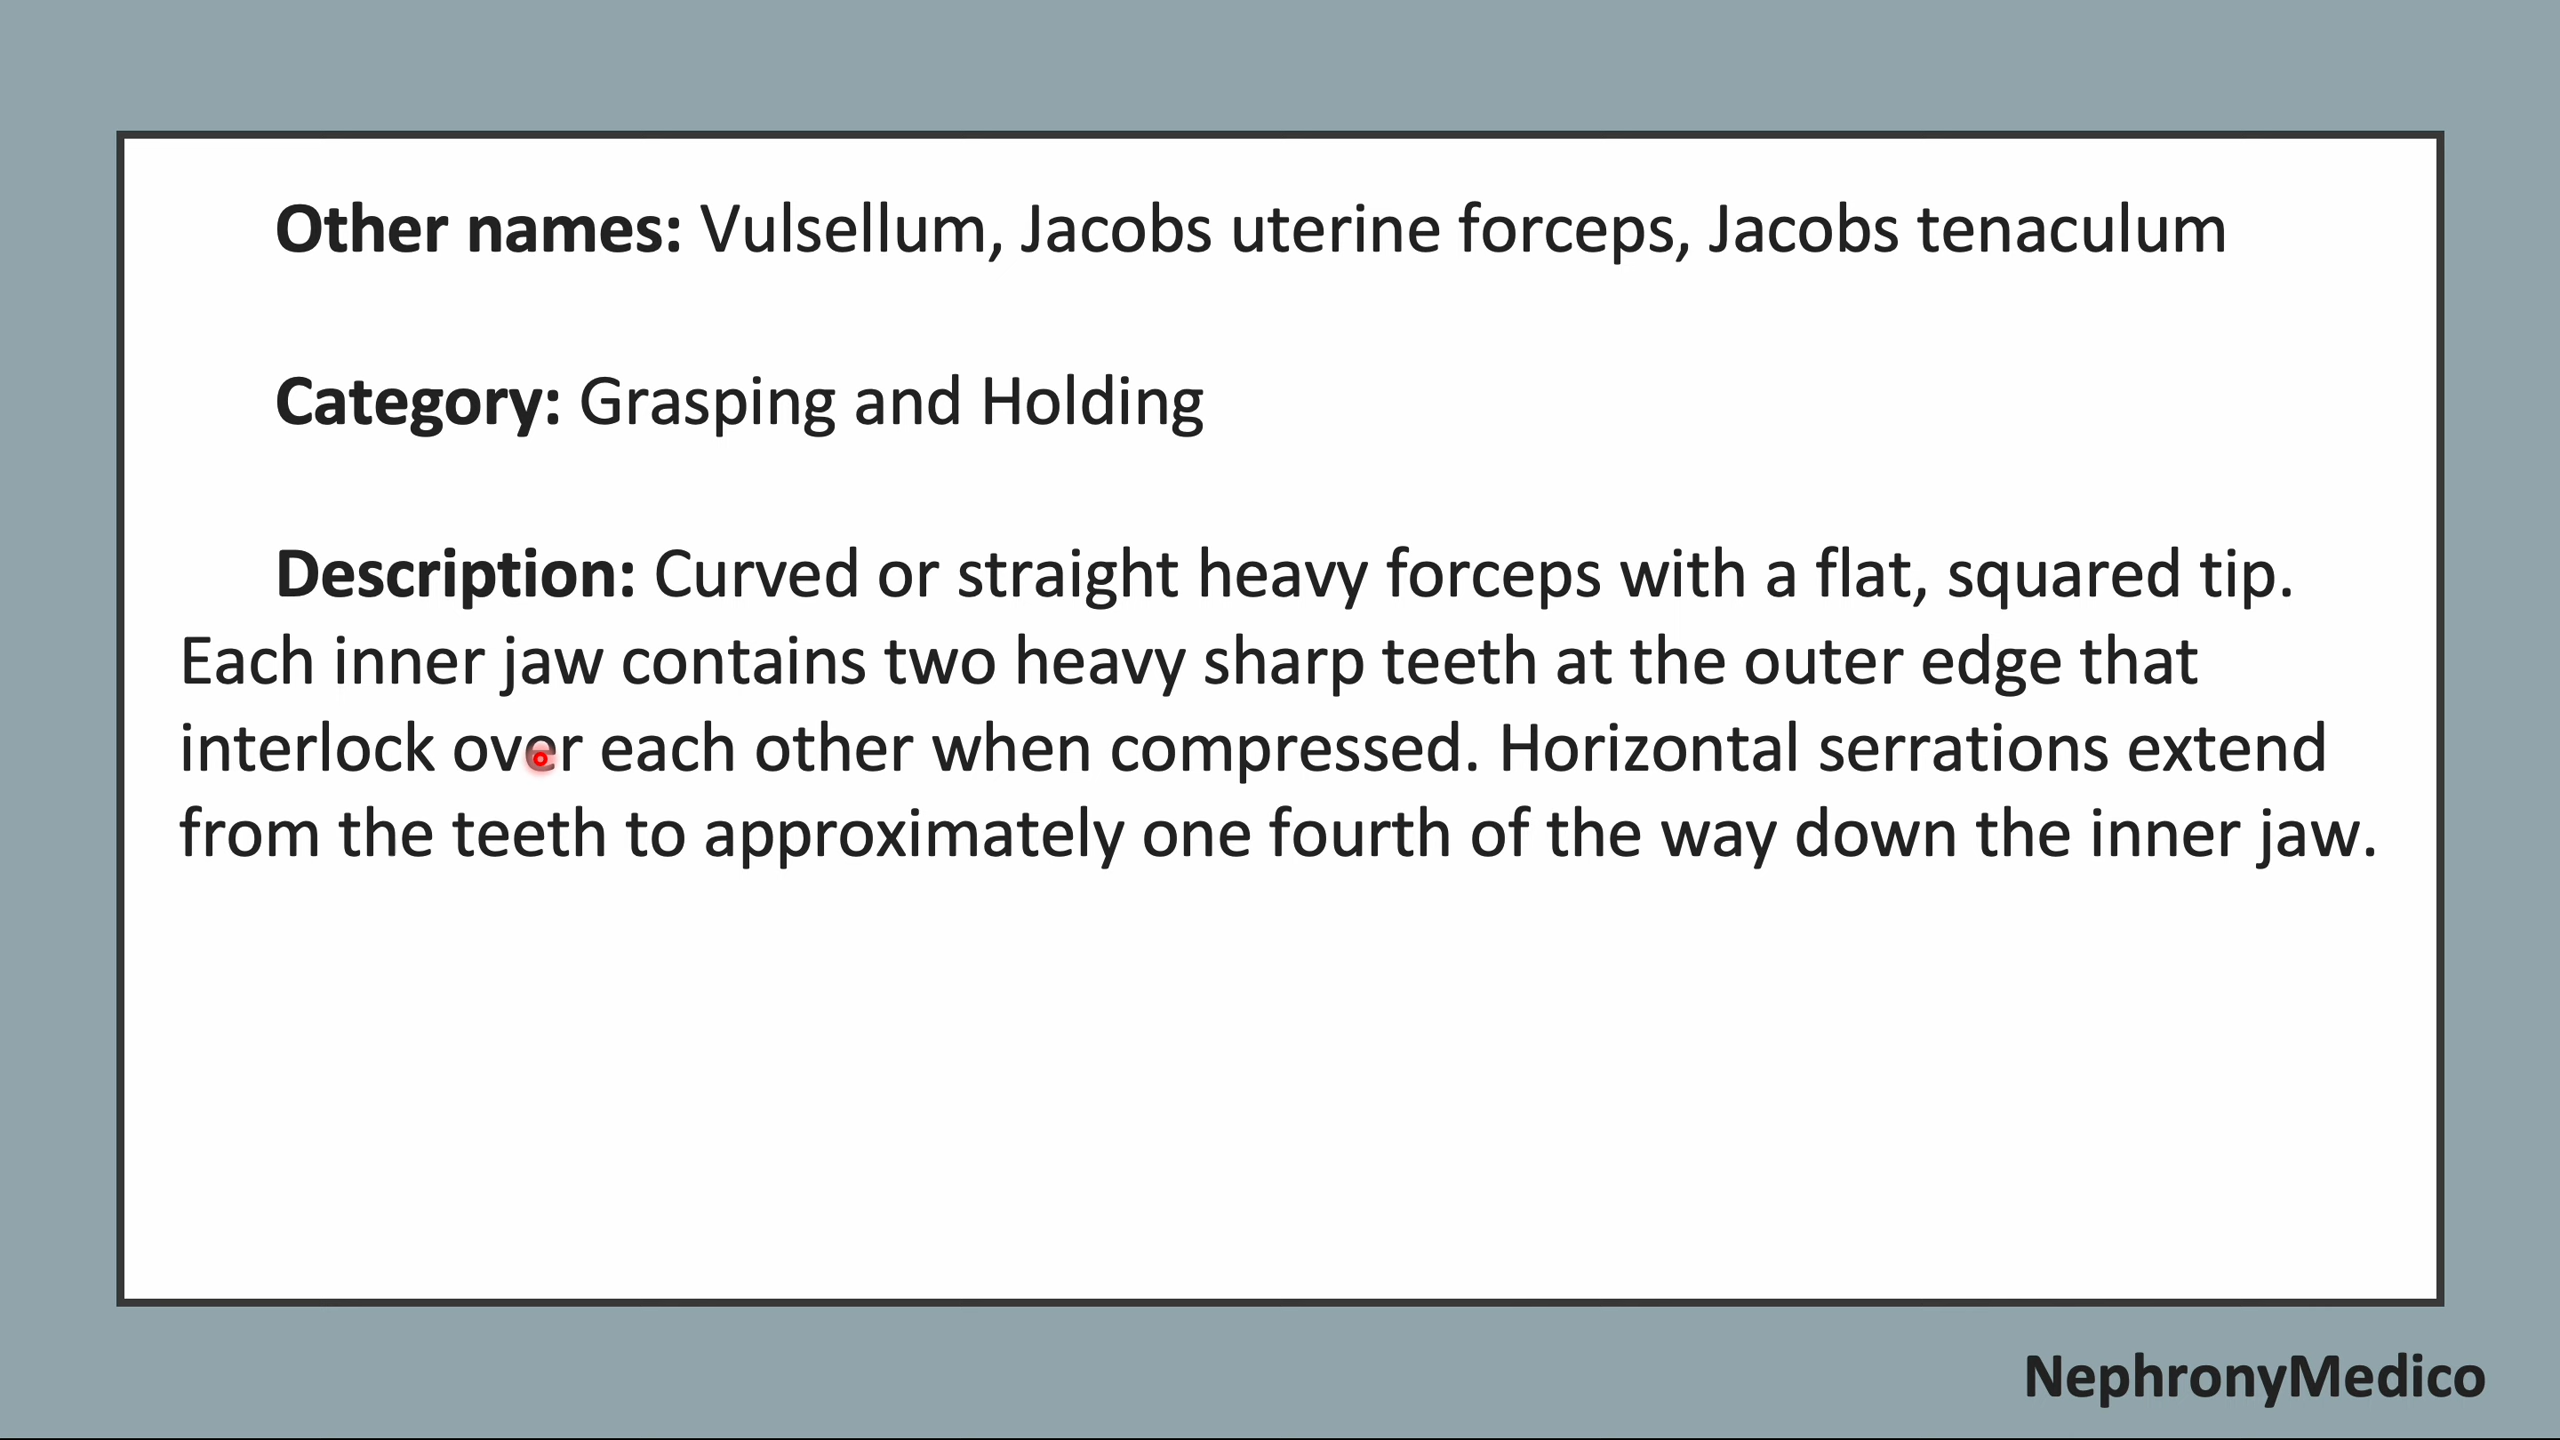 Other names: Vulsellum, Jacobs uterine forceps, Jacobs tenaculum
Category: Grasping and Holding
Description: Curved or straight heavy forceps with a flat, squared tip.
Each inner jaw contains two heavy sharp teeth at the outer edge that
interlock over each other when compressed. Horizontal serrations extend
from the teeth to approximately one fourth of the way down the inner jaw.
NephronyMedico